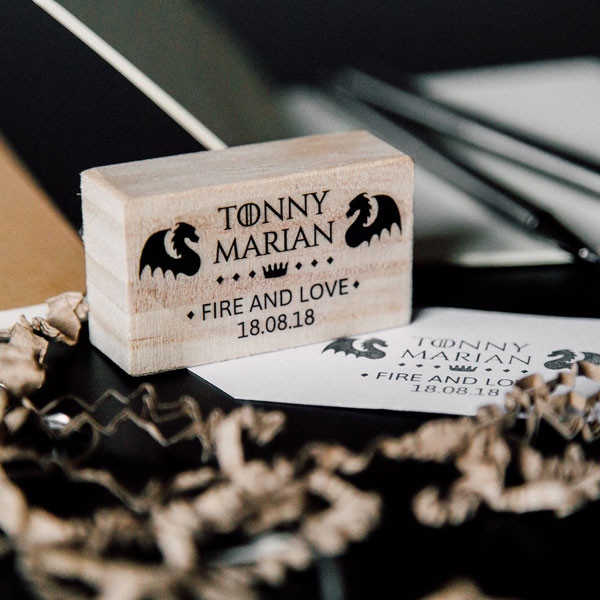 TONNY
MARIAN
FIRE AND LOVE
18.08.18
TONNY
MARIAN
FIRE AND LOVE
18.08.18